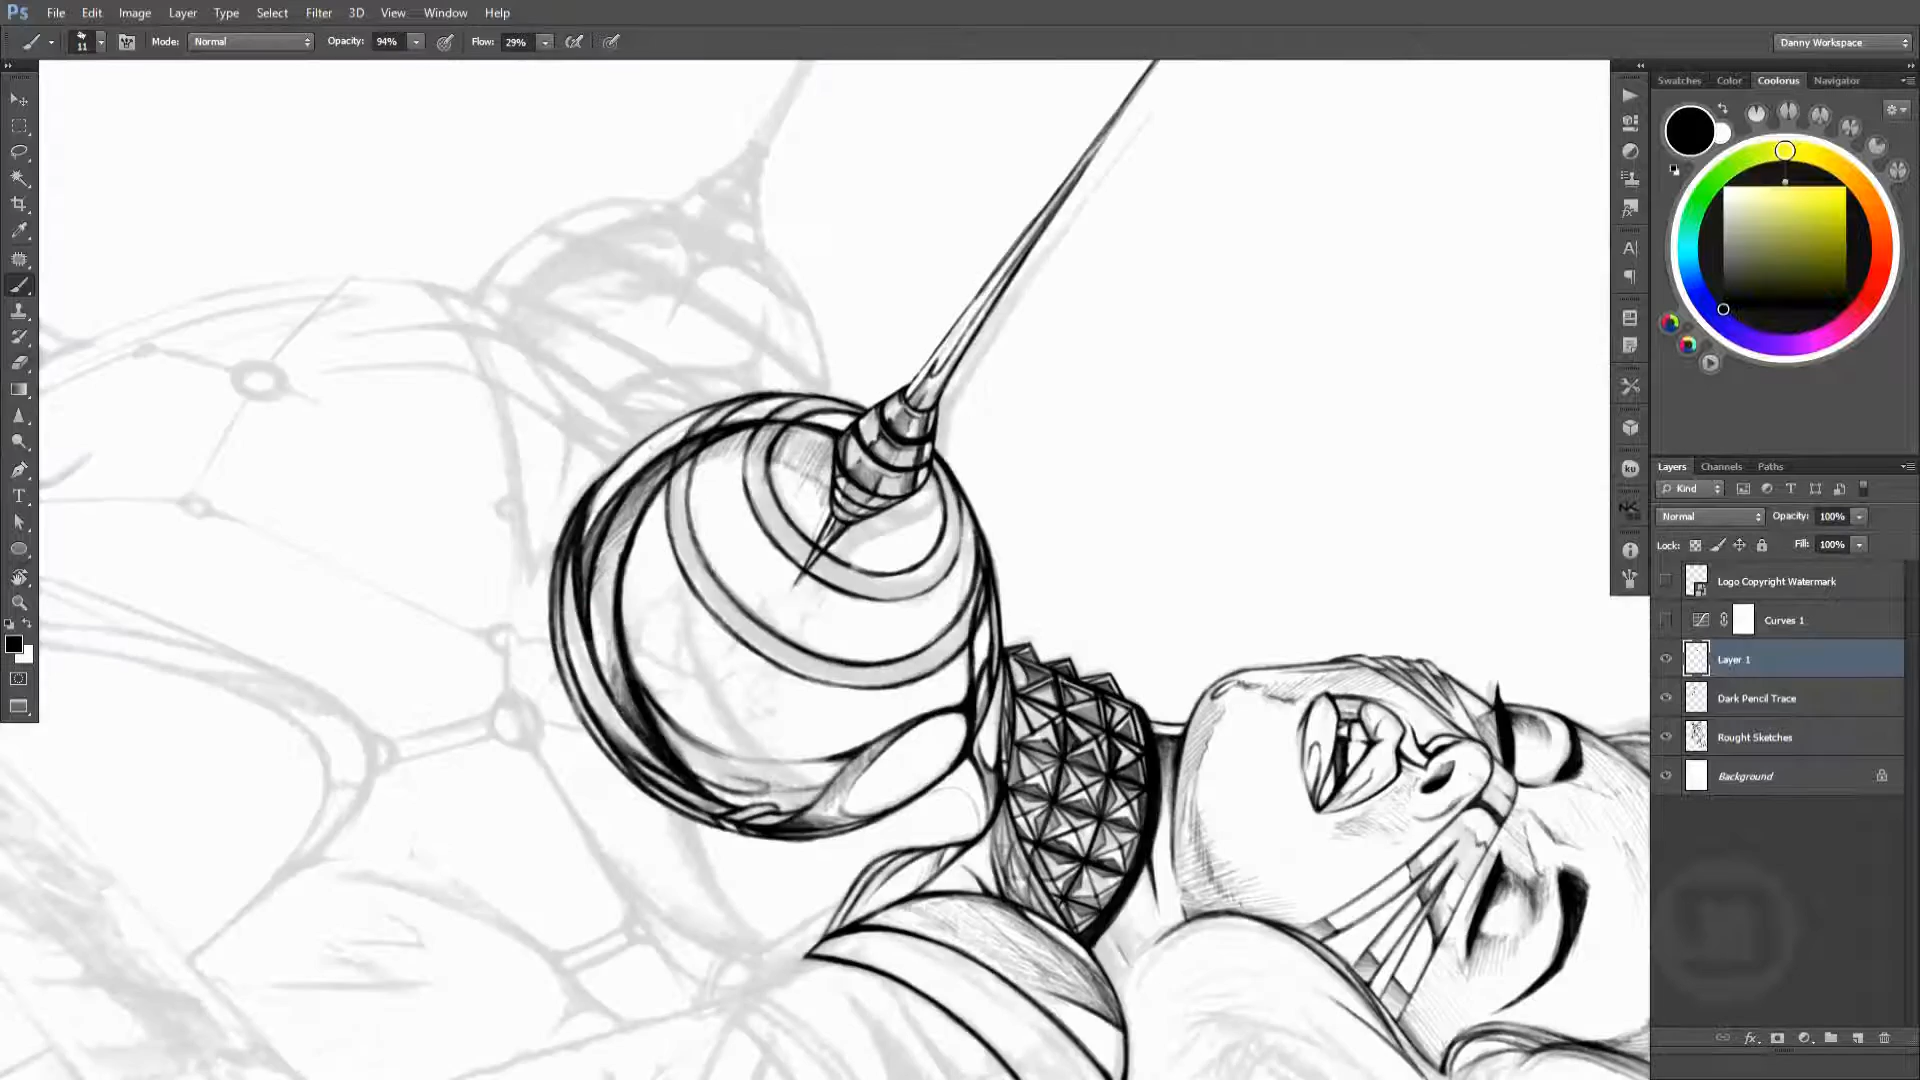 Ps File Edit Image Layer Type Select Filter 3D View Window Help
11 Mode: Normal Opacity: 94% Flow: 29% Danny Workspace
Swatches Color Coolorus Navigator
Layers Channels Paths
Kind
Normal Opacity: 100%
Lock: Fill: 100%
Logo Copyright Watermark
Curves 1
Layer 1
Dark Pencil Trace
Rought Sketches
Background